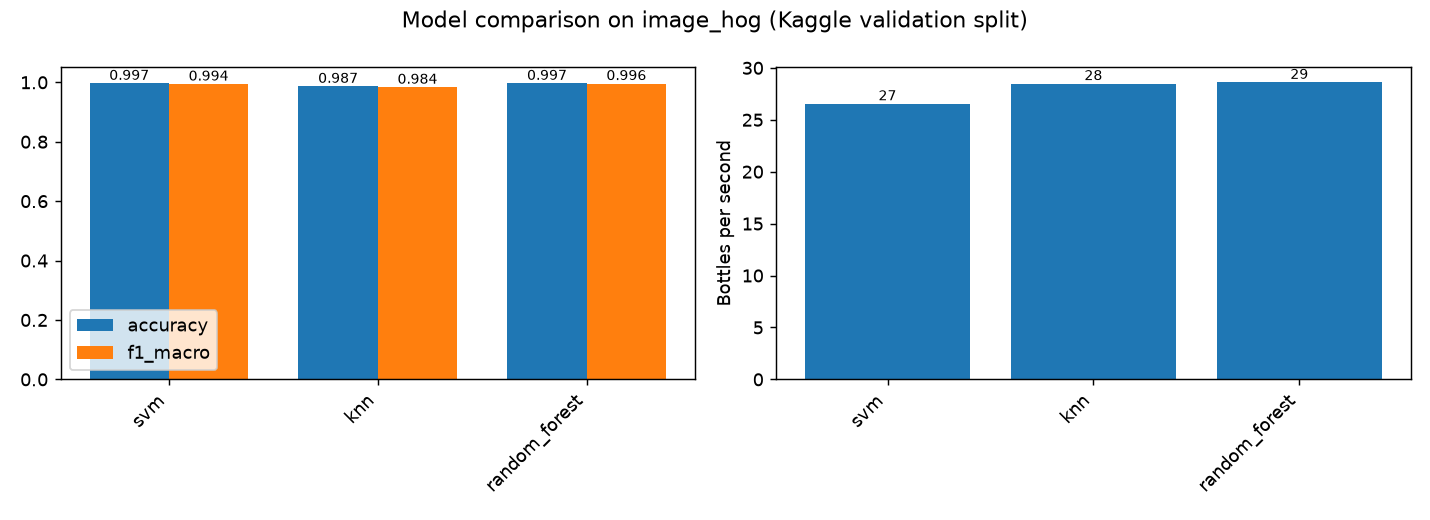 Model comparison on image_hog (Kaggle validation split)
1.0
0.8
0.6
0.4
0.2
0.0
0.997
0.994
0.987
0.984
0.997
0.996
accuracy
f1_macro
svm
knn
random_forest
Bottles per second
30
25
20
15
10
5
0
27
28
29
svm
knn
random_forest